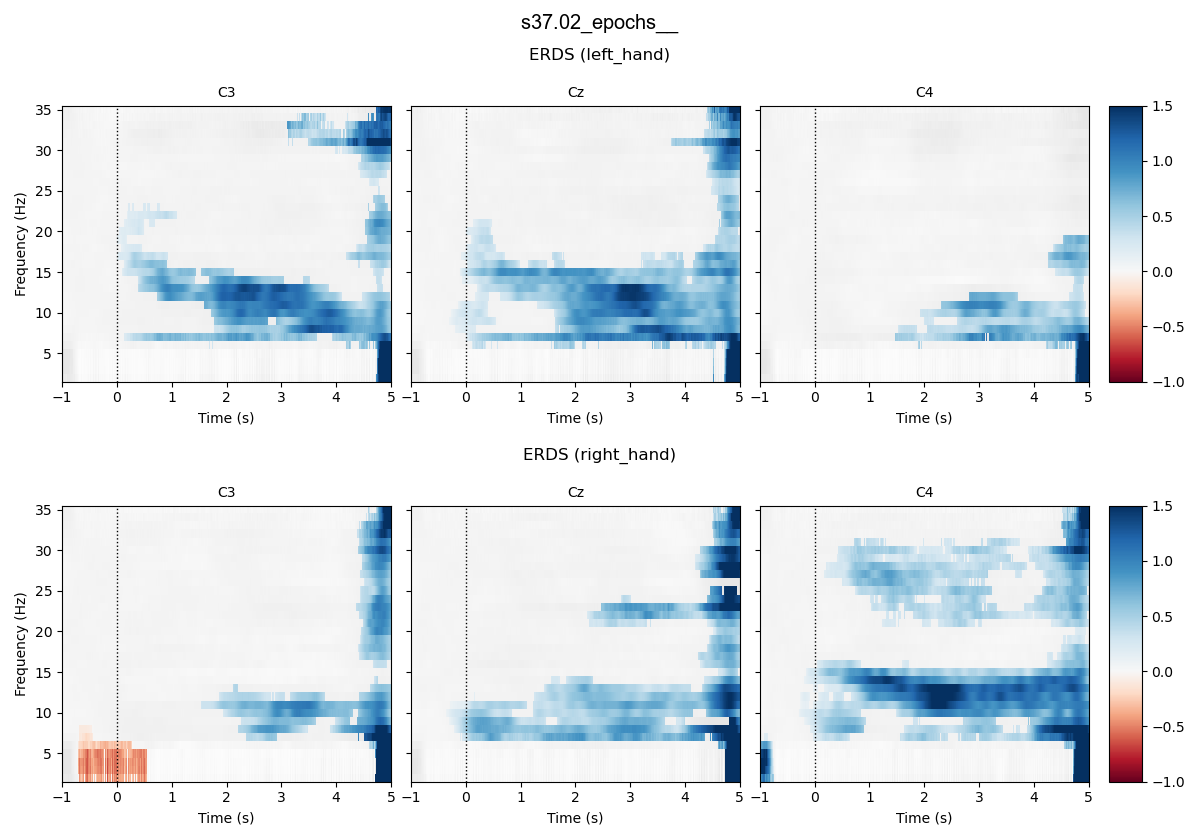 s37.02_epochs__
ERDS (left_hand)
C3
Cz
C4
35
30
25
20
15
10
5
Frequency (Hz)
−1 0 1 2 3 4 5
−1 0 1 2 3 4 5
−1 0 1 2 3 4 5
Time (s)
Time (s)
Time (s)
1.5
1.0
0.5
0.0
−0.5
−1.0
ERDS (right_hand)
C3
Cz
C4
35
30
25
20
15
10
5
Frequency (Hz)
−1 0 1 2 3 4 5
−1 0 1 2 3 4 5
−1 0 1 2 3 4 5
Time (s)
Time (s)
Time (s)
1.5
1.0
0.5
0.0
−0.5
−1.0